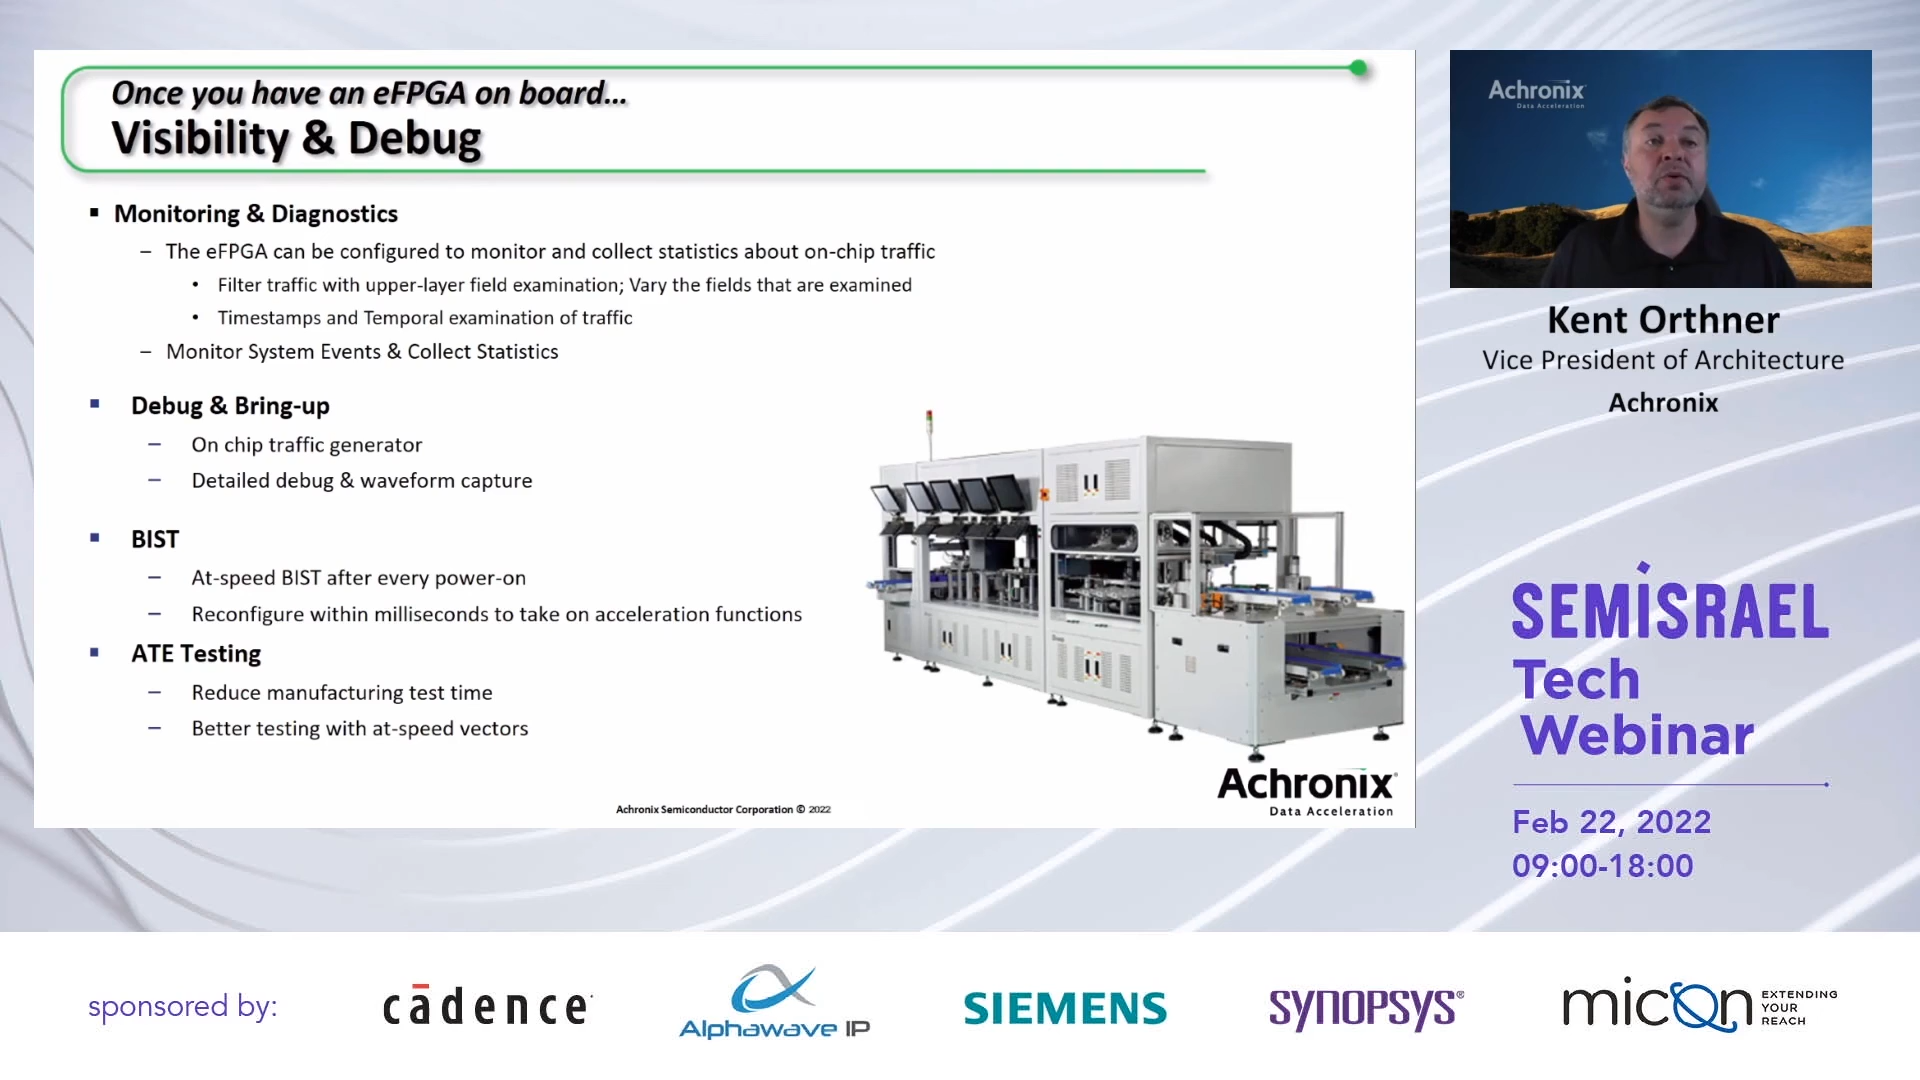 Once you have an eFPGA on board...
Visibility & Debug
Monitoring & Diagnostics
– The eFPGA can be configured to monitor and collect statistics about on-chip traffic
• Filter traffic with upper-layer field examination; Vary the fields that are examined
• Timestamps and Temporal examination of traffic
– Monitor System Events & Collect Statistics
Debug & Bring-up
– On chip traffic generator
– Detailed debug & waveform capture
BIST
– At-speed BIST after every power-on
– Reconfigure within milliseconds to take on acceleration functions
ATE Testing
– Reduce manufacturing test time
– Better testing with at-speed vectors
Achronix
Data Acceleration
Achronix Semiconductor Corporation © 2022
Achronix
Data Acceleration
Kent Orthner
Vice President of Architecture
Achronix
SEMISRAEL
Tech
Webinar
Feb 22, 2022
09:00-18:00
sponsored by:
cādence
Alphawave IP
SIEMENS
SYNOPSYS®
micon
EXTENDING
YOUR
REACH